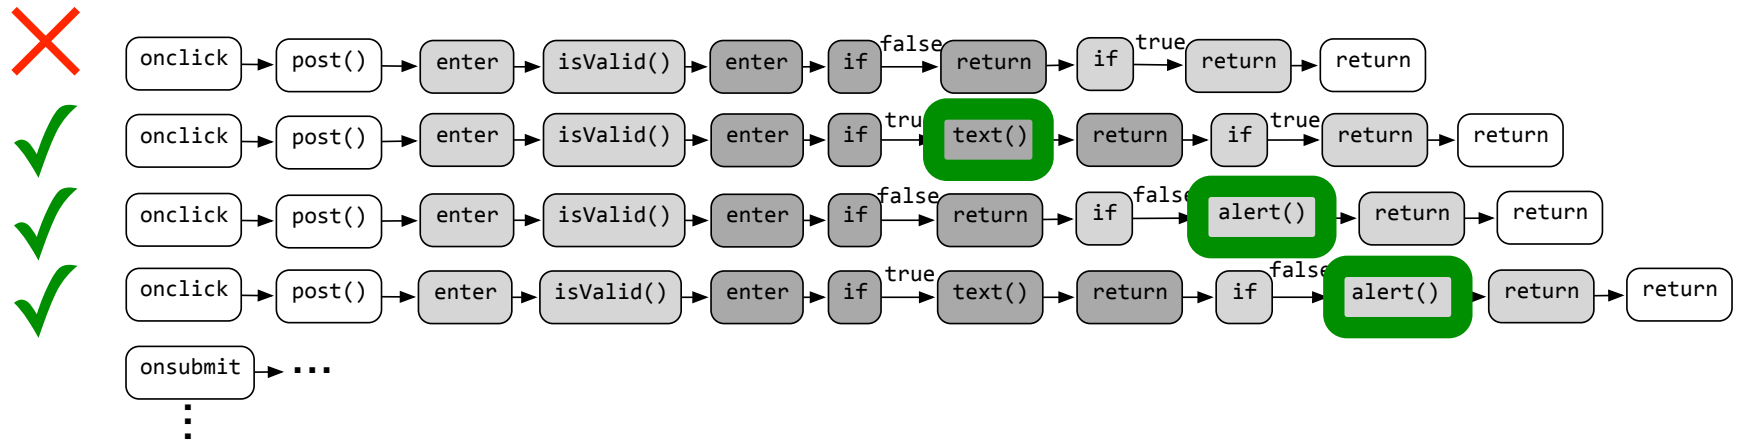 onclick post() enter isValid() enter if false return if true return return
onclick post() enter isValid() enter if true text() return if true return return
onclick post() enter isValid() enter if false return if false alert() return return
onclick post() enter isValid() enter if true text() return if false alert() return return
onsubmit ...